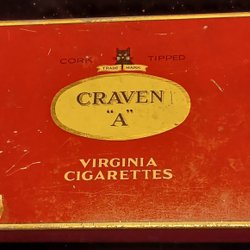 CORK TIPPED
TRADE MARK
CRAVEN
"A"
VIRGINIA
CIGARETTES